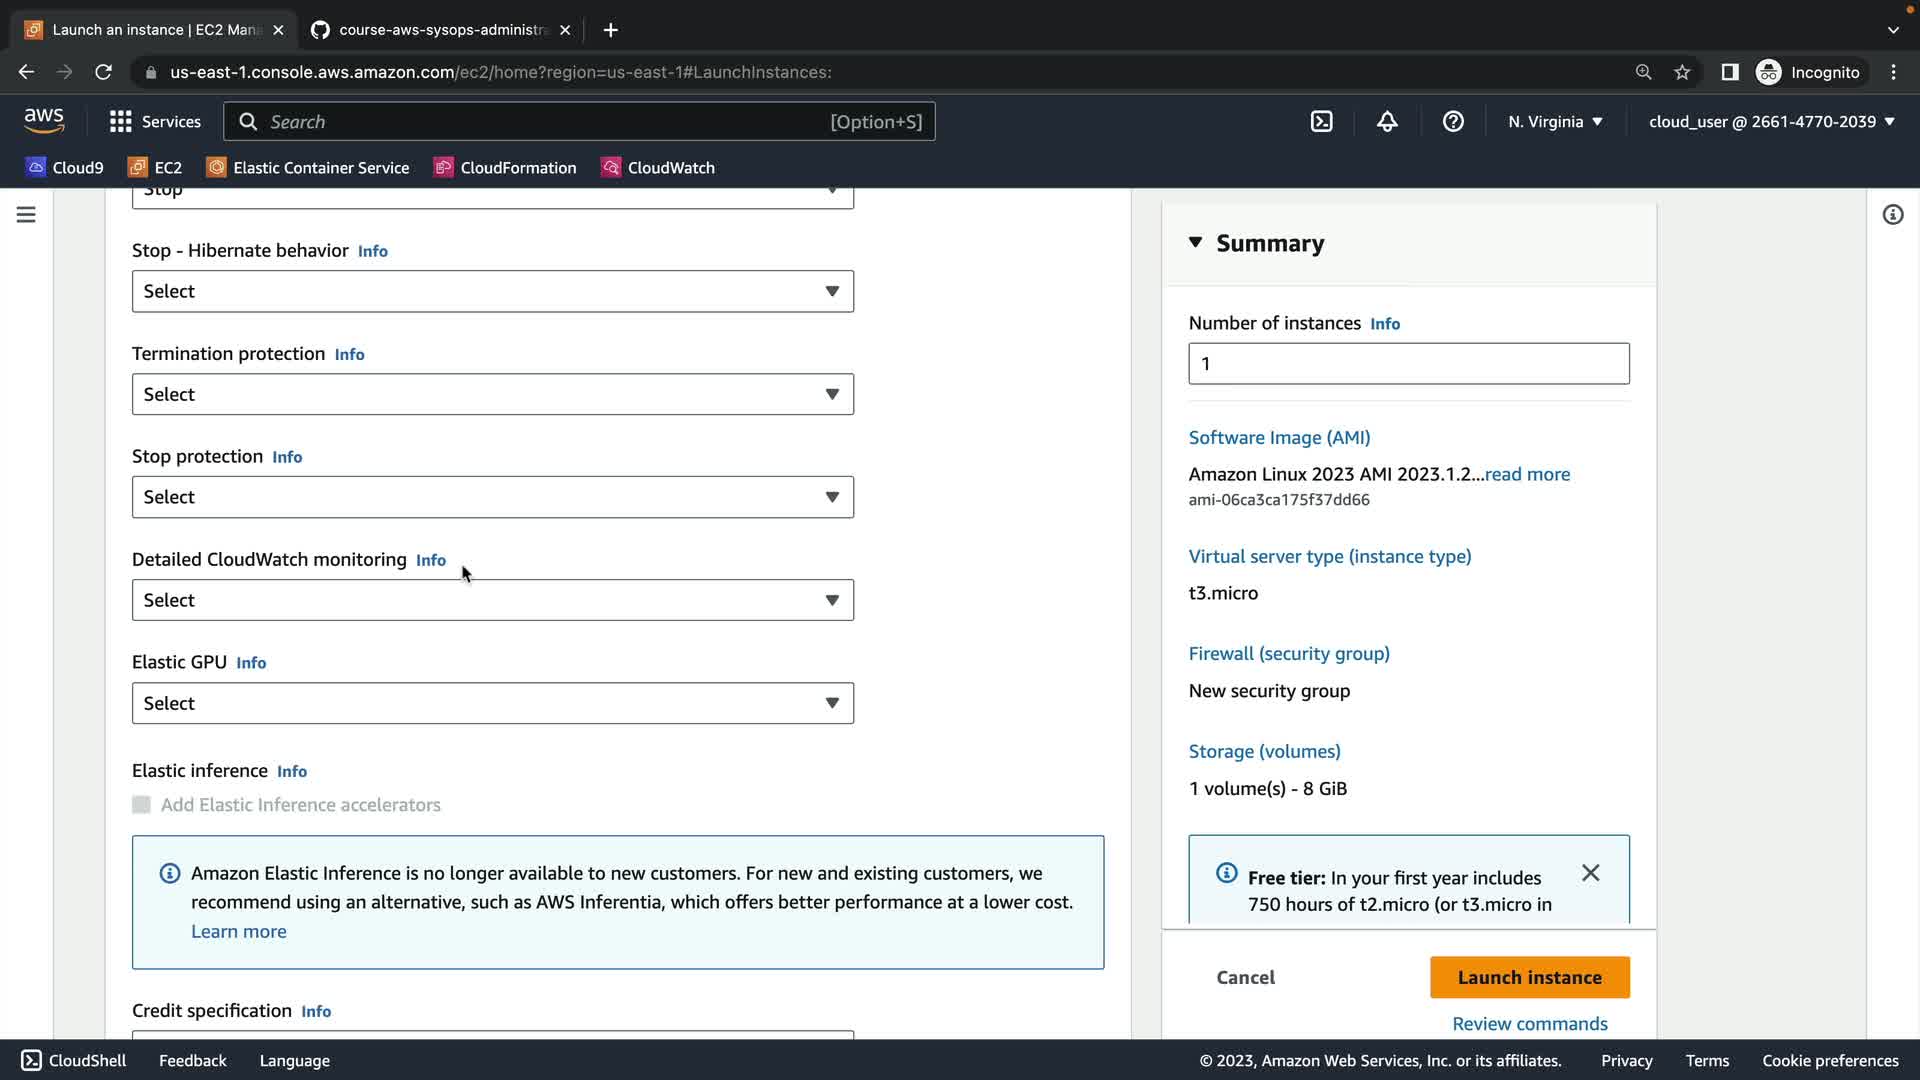 Launch an instance | EC2 Mana
course-aws-sysops-administra
us-east-1.console.aws.amazon.com/ec2/home?region=us-east-1#LaunchInstances:
Incognito
aws
Services
Search
[Option+S]
N. Virginia
cloud_user @ 2661-4770-2039
Cloud9
EC2
Elastic Container Service
CloudFormation
CloudWatch
Stop
Stop - Hibernate behavior Info
Select
Termination protection Info
Select
Stop protection Info
Select
Detailed CloudWatch monitoring Info
Select
Elastic GPU Info
Select
Elastic inference Info
Add Elastic Inference accelerators
Amazon Elastic Inference is no longer available to new customers. For new and existing customers, we
recommend using an alternative, such as AWS Inferentia, which offers better performance at a lower cost.
Learn more
Credit specification Info
Summary
Number of instances Info
1
Software Image (AMI)
Amazon Linux 2023 AMI 2023.1.2...read more
ami-06ca3ca175f37dd66
Virtual server type (instance type)
t3.micro
Firewall (security group)
New security group
Storage (volumes)
1 volume(s) - 8 GiB
Free tier: In your first year includes
750 hours of t2.micro (or t3.micro in
Cancel
Launch instance
Review commands
CloudShell
Feedback
Language
© 2023, Amazon Web Services, Inc. or its affiliates.
Privacy
Terms
Cookie preferences